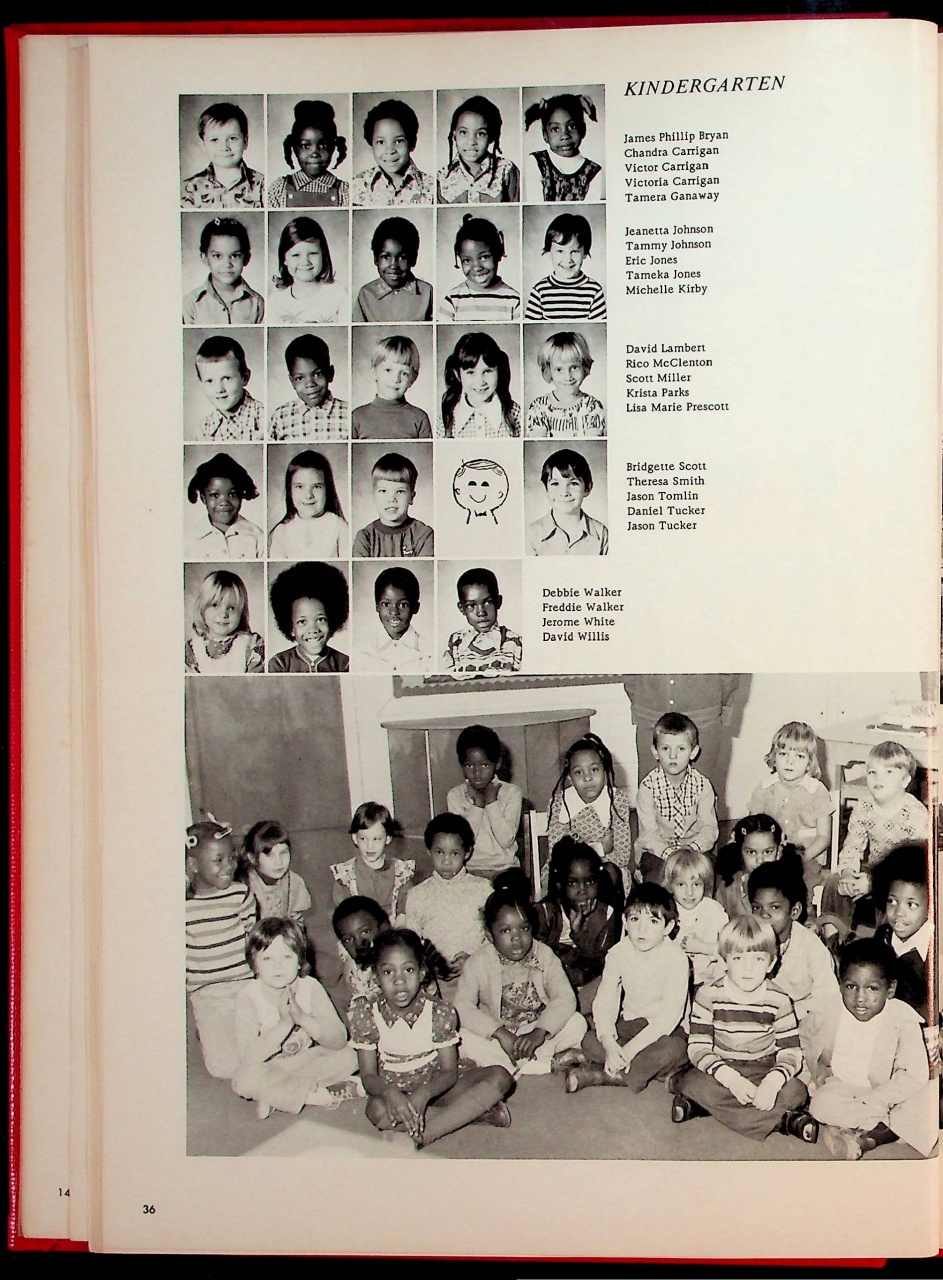 KINDERGARTEN
James Phillip Bryan
Chandra Carrigan
Victor Carrigan
Victoria Carrigan
Tamera Ganaway
Jeanetta Johnson
Tammy Johnson
Eric Jones
Tameka Jones
Michelle Kirby
David Lambert
Rico McClenton
Scott Miller
Krista Parks
Lisa Marie Prescott
Bridgette Scott
Theresa Smith
Jason Tomlin
Daniel Tucker
Jason Tucker
Debbie Walker
Freddie Walker
Jerome White
David Willis
14
36